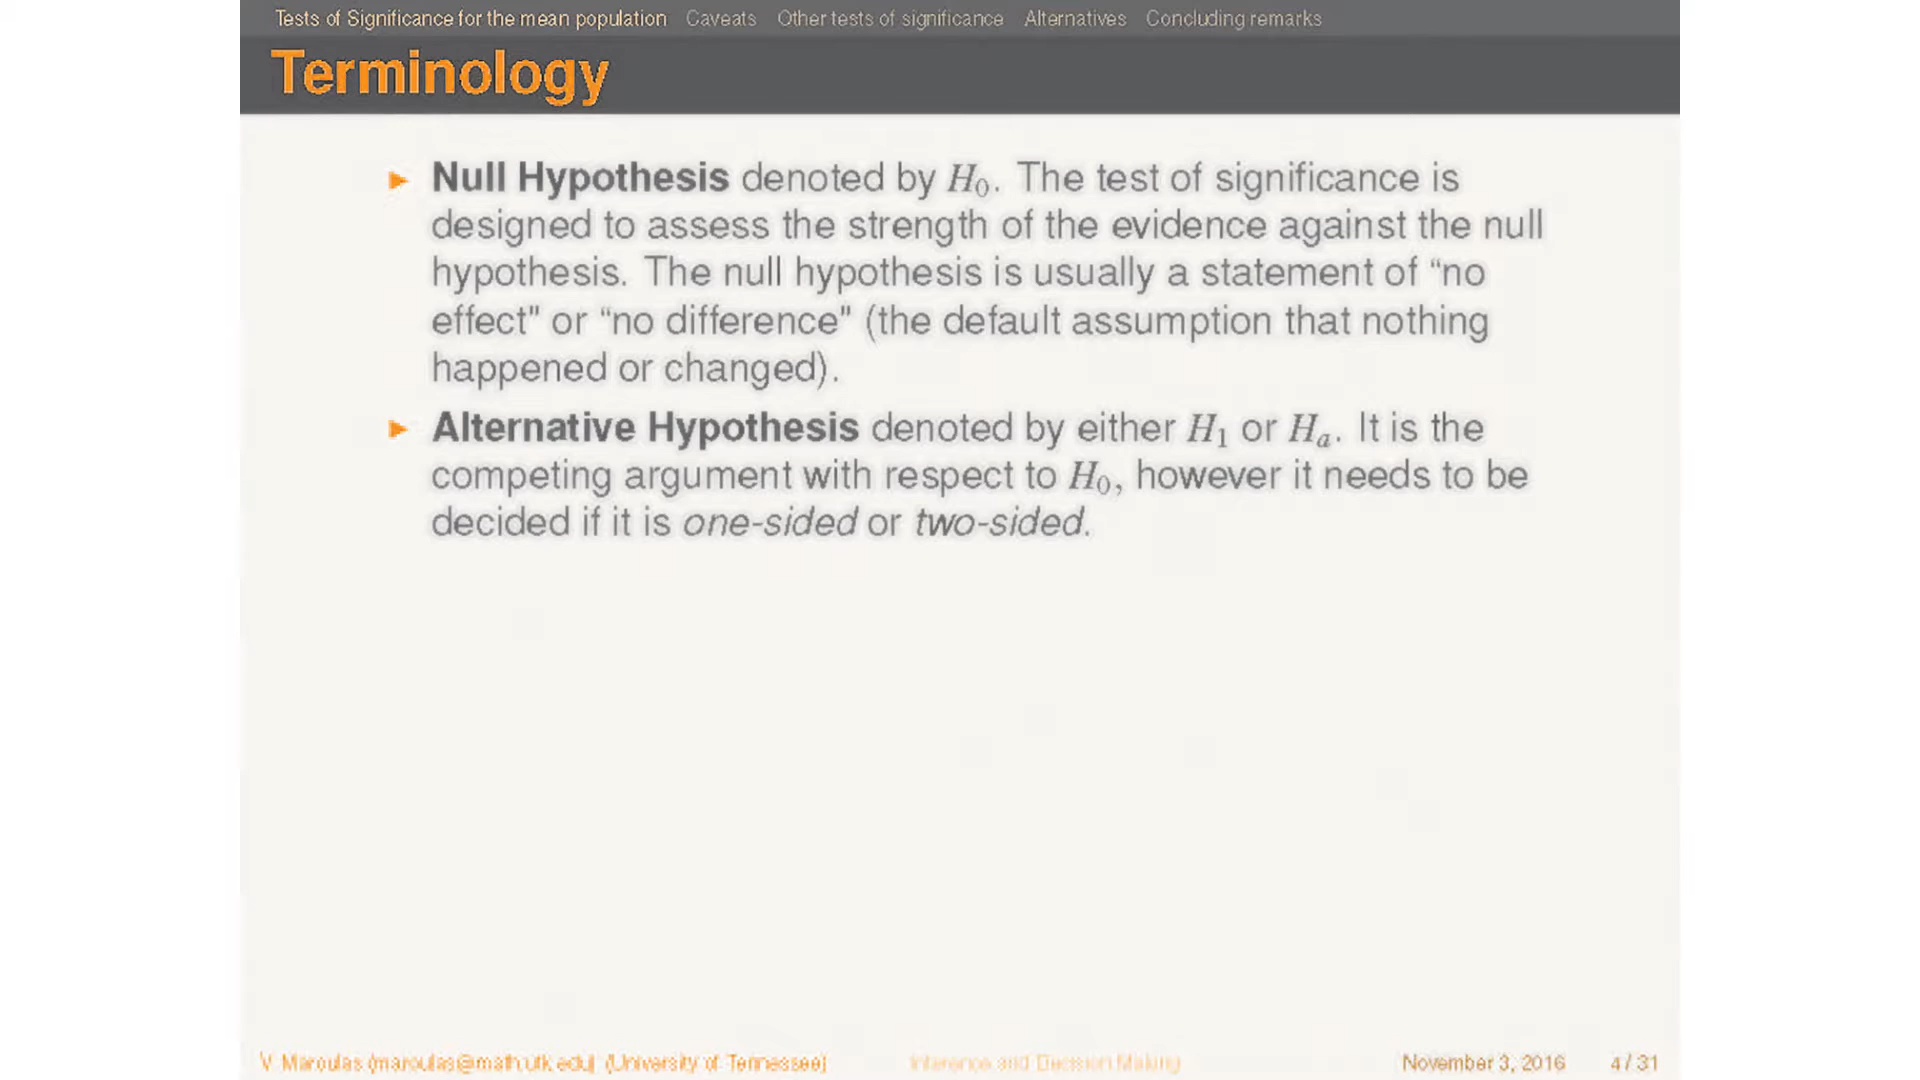 Tests of Significance for the mean population Caveats Other tests of significance Alternatives Concluding remarks
Terminology
► Null Hypothesis denoted by H₀. The test of significance is
designed to assess the strength of the evidence against the null
hypothesis. The null hypothesis is usually a statement of “no
effect" or “no difference" (the default assumption that nothing
happened or changed).
► Alternative Hypothesis denoted by either H₁ or Hₐ. It is the
competing argument with respect to H₀, however it needs to be
decided if it is one-sided or two-sided.
V. Maroulas (maroulas@math.utk.edu) (University of Tennessee) Inference and Decision Making November 3, 2016 4 / 31